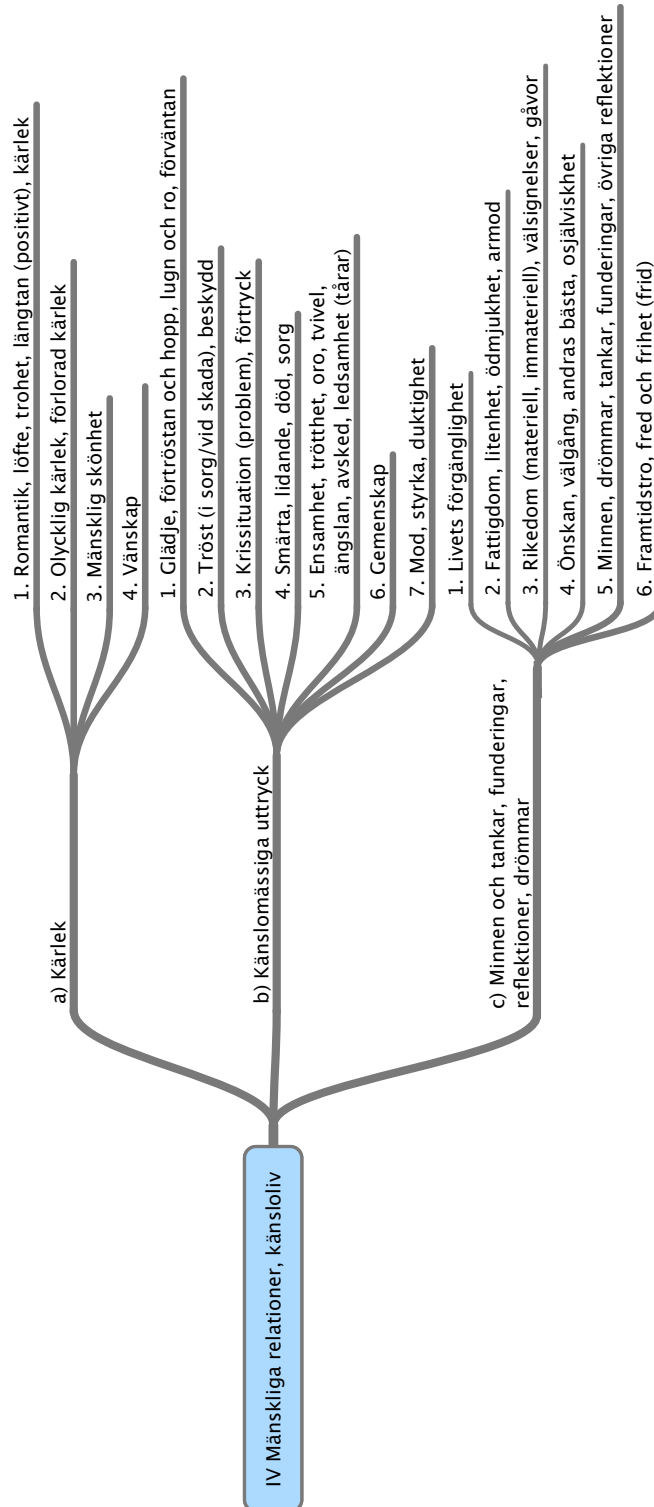 IV Mänskliga relationer, känsloliv
a) Kärlek
1. Romantik, löfte, trohet, längtan (positivt), kärlek
2. Olycklig kärlek, förlorad kärlek
3. Mänsklig skönhet
4. Vänskap
b) Känslomässiga uttryck
1. Glädje, förtröstan och hopp, lugn och ro, förväntan
2. Tröst (i sorg/vid skada), beskydd
3. Krissituation (problem), förtryck
4. Smärta, lidande, död, sorg
5. Ensamhet, trötthet, oro, tvivel,
ängslan, avsked, ledsamhet (tårar)
6. Gemenskap
7. Mod, styrka, duktighet
c) Minnen och tankar, funderingar,
reflektioner, drömmar
1. Livets förgänglighet
2. Fattigdom, litenhet, ödmjukhet, armod
3. Rikedom (materiell, immateriell), välsignelser, gåvor
4. Önskan, välgång, andras bästa, osjälviskhet
5. Minnen, drömmar, tankar, funderingar, övriga reflektioner
6. Framtidstro, fred och frihet (frid)